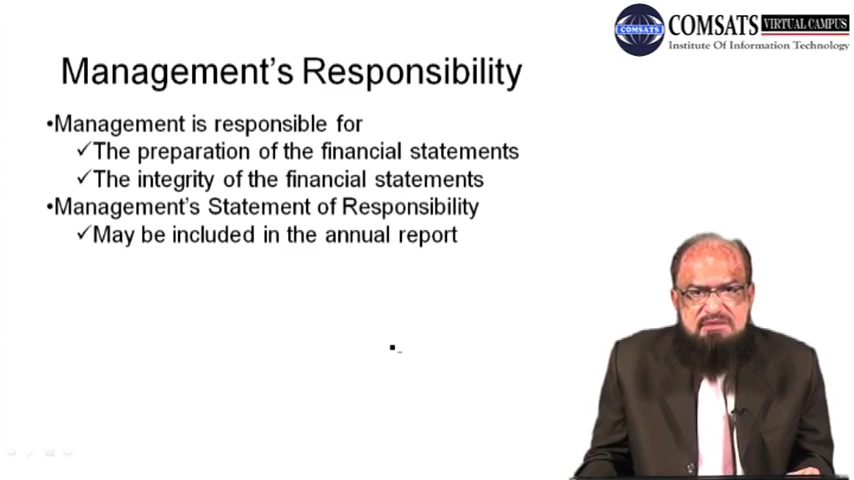 COMSATS VIRTUAL CAMPUS
COMSATS
Institute Of Information Technology
Management's Responsibility
•Management is responsible for
✓The preparation of the financial statements
✓The integrity of the financial statements
•Management's Statement of Responsibility
✓May be included in the annual report